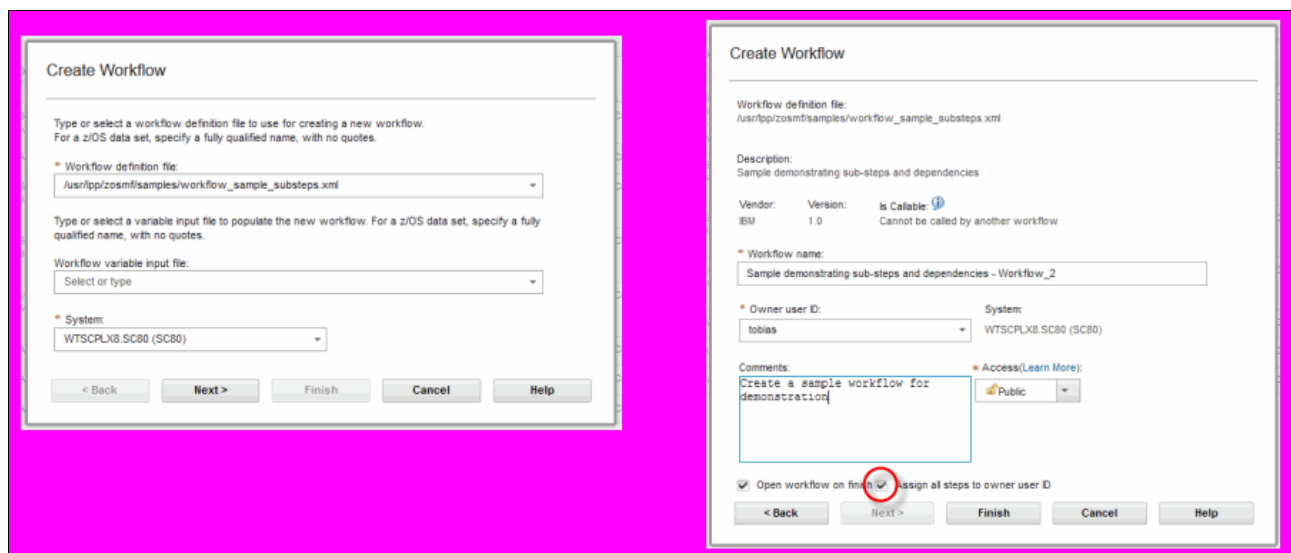 Create Workflow
Type or select a workflow definition file to use for creating a new workflow.
For a z/OS data set, specify a fully qualified name, with no quotes.
* Workflow definition file:
/usr/lpp/zosmf/samples/workflow_sample_substeps.xml
Type or select a variable input file to populate the new workflow. For a z/OS data set, specify a fully
qualified name, with no quotes.
Workflow variable input file:
Select or type
* System:
WTSCPLX8.SC80 (SC80)
< Back Next > Finish Cancel Help
Create Workflow
Workflow definition file:
/usr/lpp/zosmf/samples/workflow_sample_substeps.xml
Description:
Sample demonstrating sub-steps and dependencies
Vendor: Version: Is Callable:
IBM 1.0 Cannot be called by another workflow
* Workflow name:
Sample demonstrating sub-steps and dependencies - Workflow_2
* Owner user ID: System:
tobias WTSCPLX8.SC80 (SC80)
Comments: * Access(Learn More):
Create a sample workflow for
demonstration
Public
Open workflow on finish Assign all steps to owner user ID
< Back Next > Finish Cancel Help